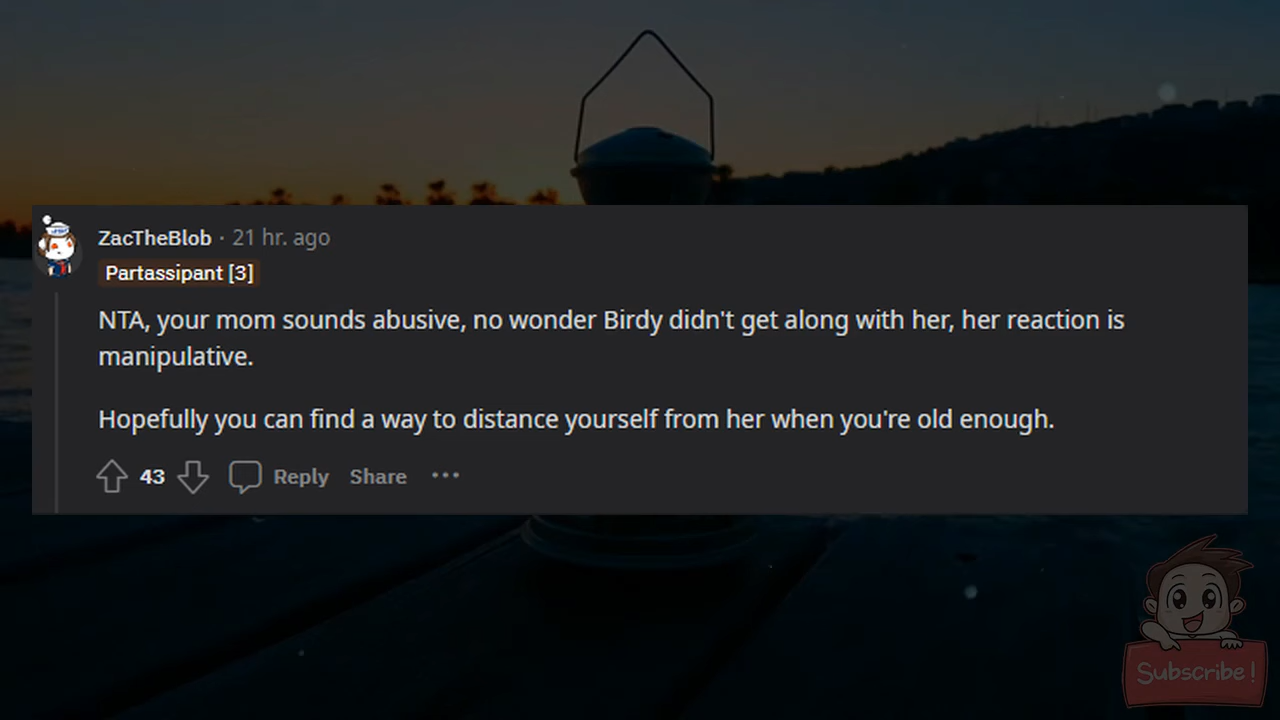 ZacTheBlob · 21 hr. ago
Partassipant [3]
NTA, your mom sounds abusive, no wonder Birdy didn't get along with her, her reaction is
manipulative.
Hopefully you can find a way to distance yourself from her when you're old enough.
43 Reply Share ···
Subscribe!